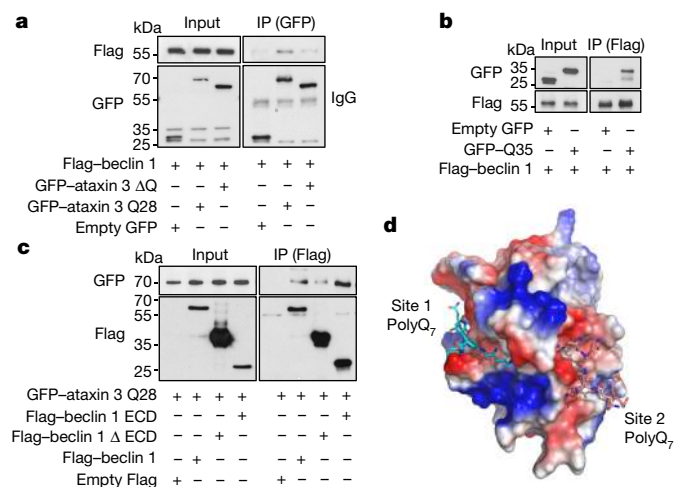 a
kDa Input IP (GFP)
Flag 55
GFP 70
55
35
25
IgG
Flag–beclin 1 + + + + + +
GFP–ataxin 3 ΔQ – – + – – +
GFP–ataxin 3 Q28 – + – – + –
Empty GFP + – – + – –
b
kDa Input IP (Flag)
GFP 35
25
Flag 55
Empty GFP + – + –
GFP–Q35 – + – +
Flag–beclin 1 + + + +
c
kDa Input IP (Flag)
GFP 70
Flag 70
55
35
25
GFP–ataxin 3 Q28 + + + + + + + +
Flag–beclin 1 ECD – – – + – – – +
Flag–beclin 1 Δ ECD – – + – – – + –
Flag–beclin 1 – + – – – + – –
Empty Flag + – – – + – – –
d
Site 1
PolyQ₇
Site 2
PolyQ₇